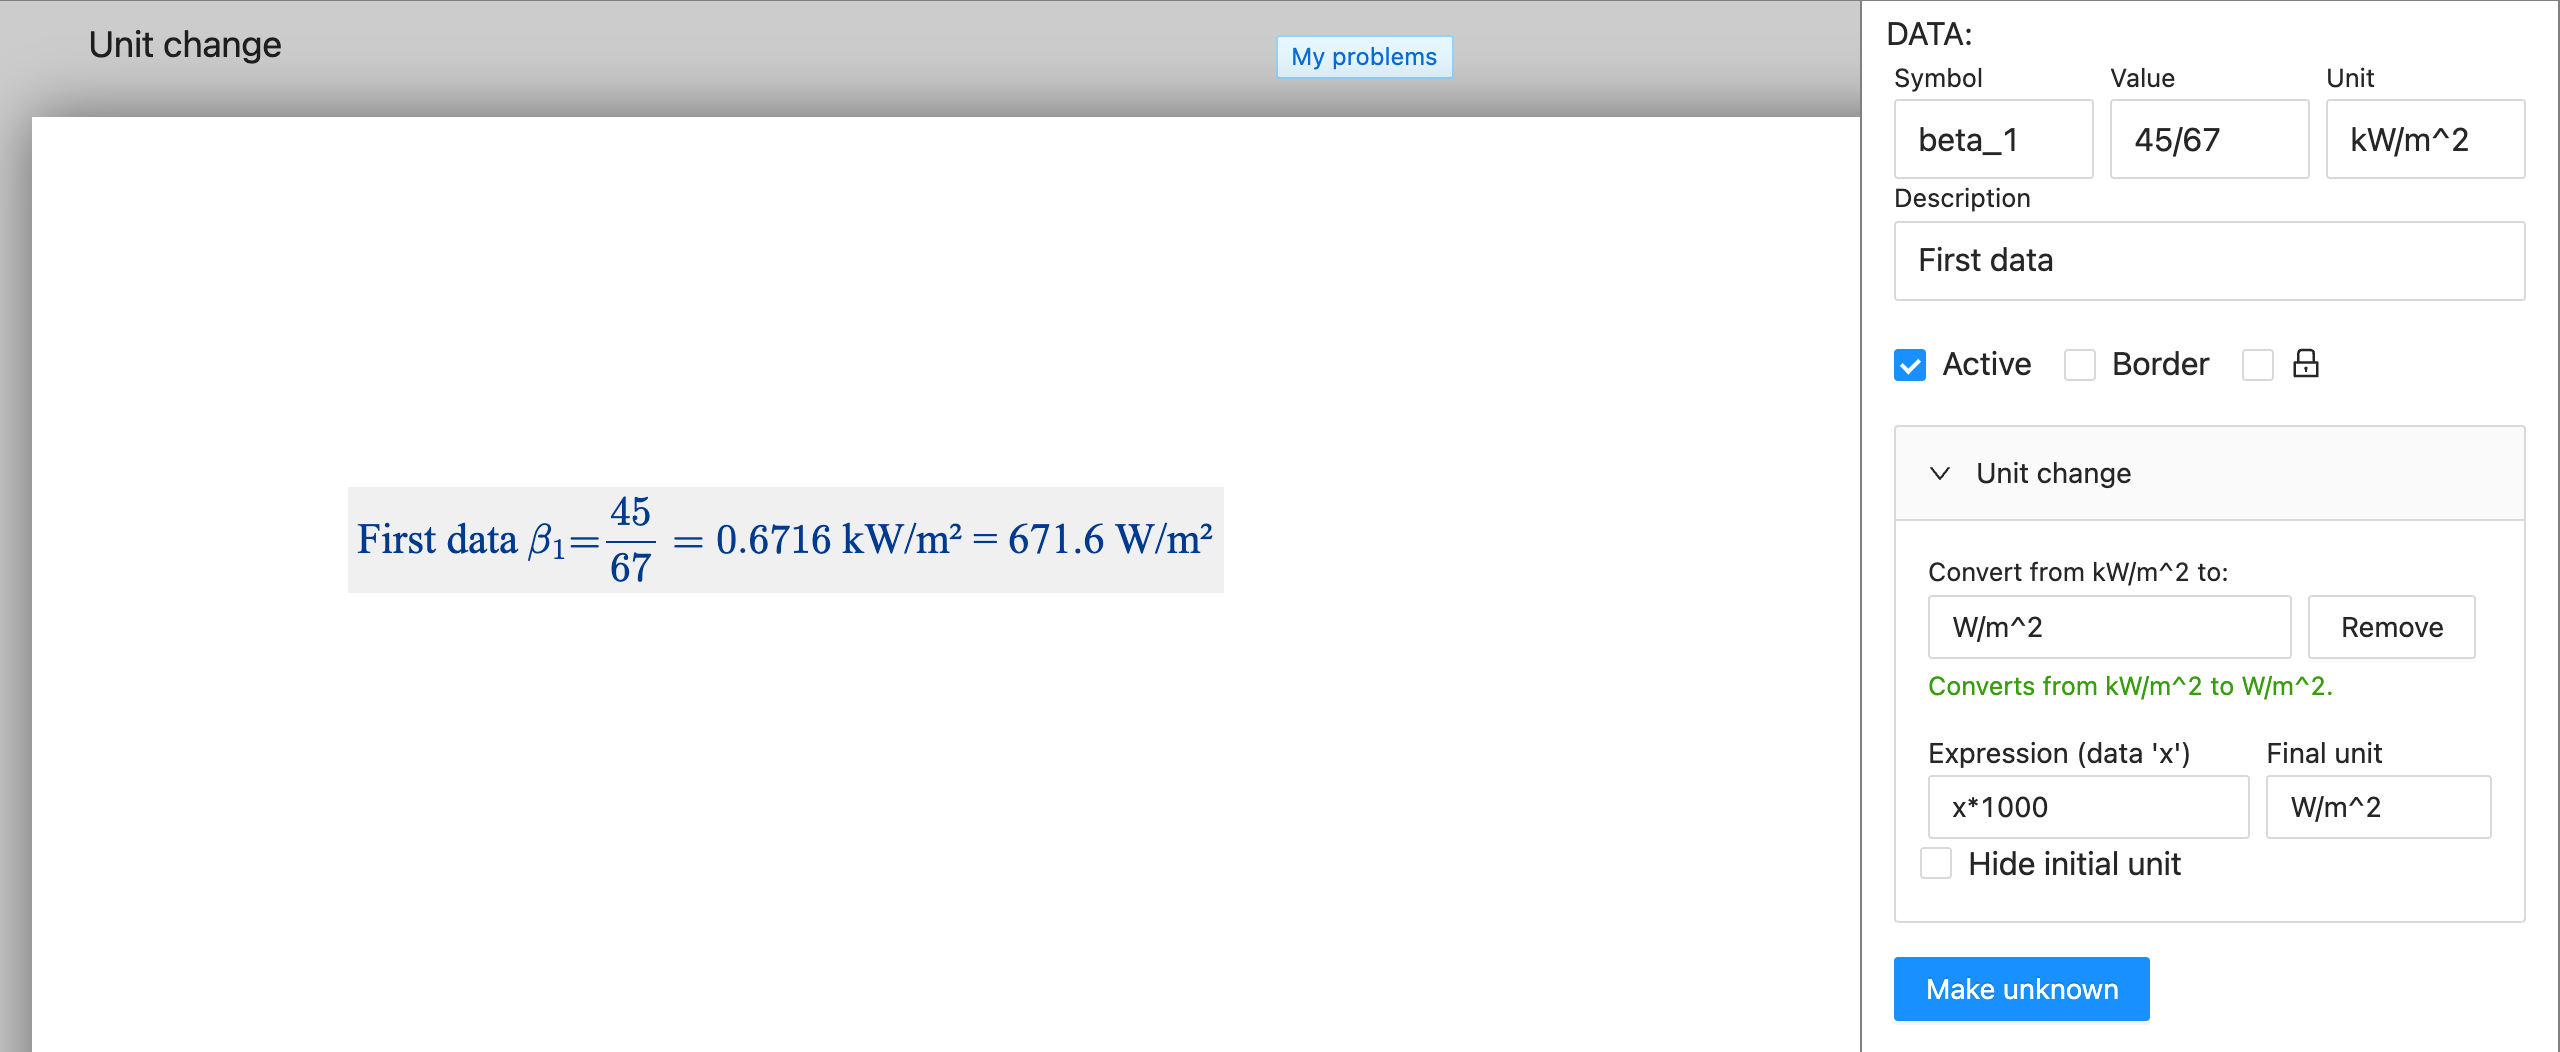 Unit change
My problems
First data β₁=45/67 = 0.6716 kW/m² = 671.6 W/m²
DATA:
Symbol Value Unit
beta_1 45/67 kW/m^2
Description
First data
Active Border
Unit change
Convert from kW/m^2 to:
W/m^2 Remove
Converts from kW/m^2 to W/m^2.
Expression (data 'x') Final unit
x*1000 W/m^2
Hide initial unit
Make unknown